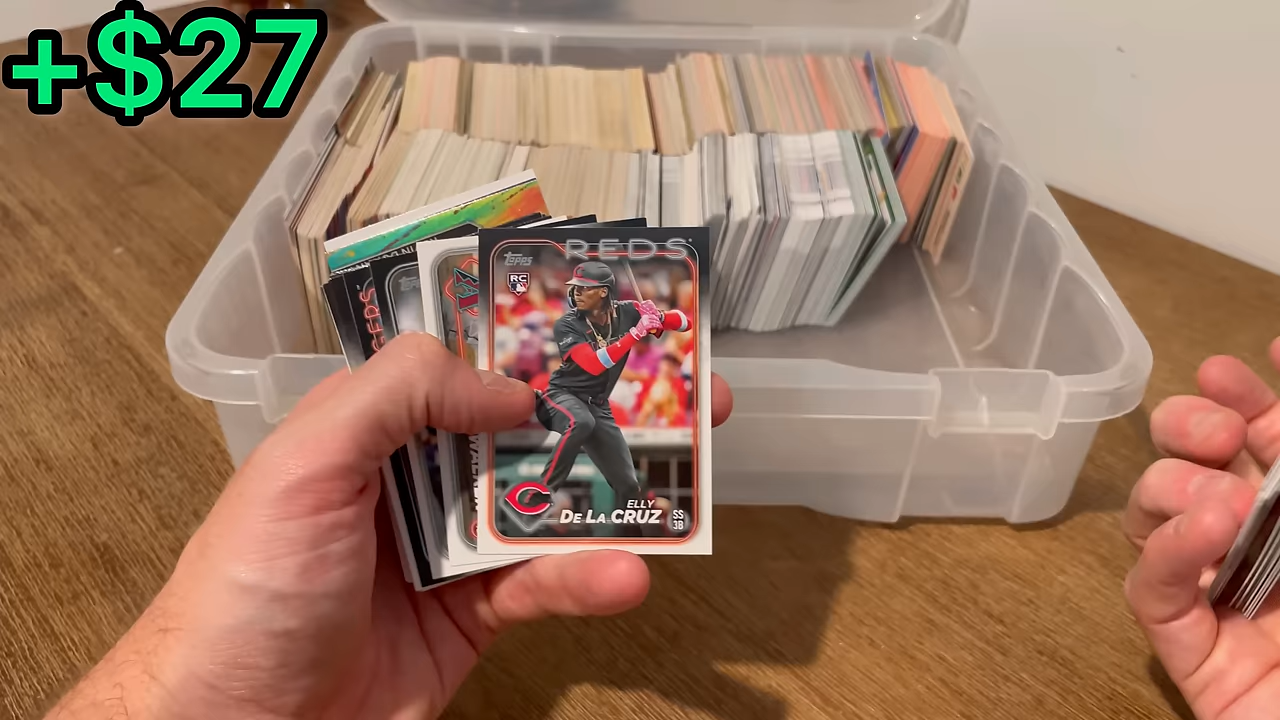 +$27
REDS
Topps
RC
ELLY
DE LA CRUZ
SS
3B